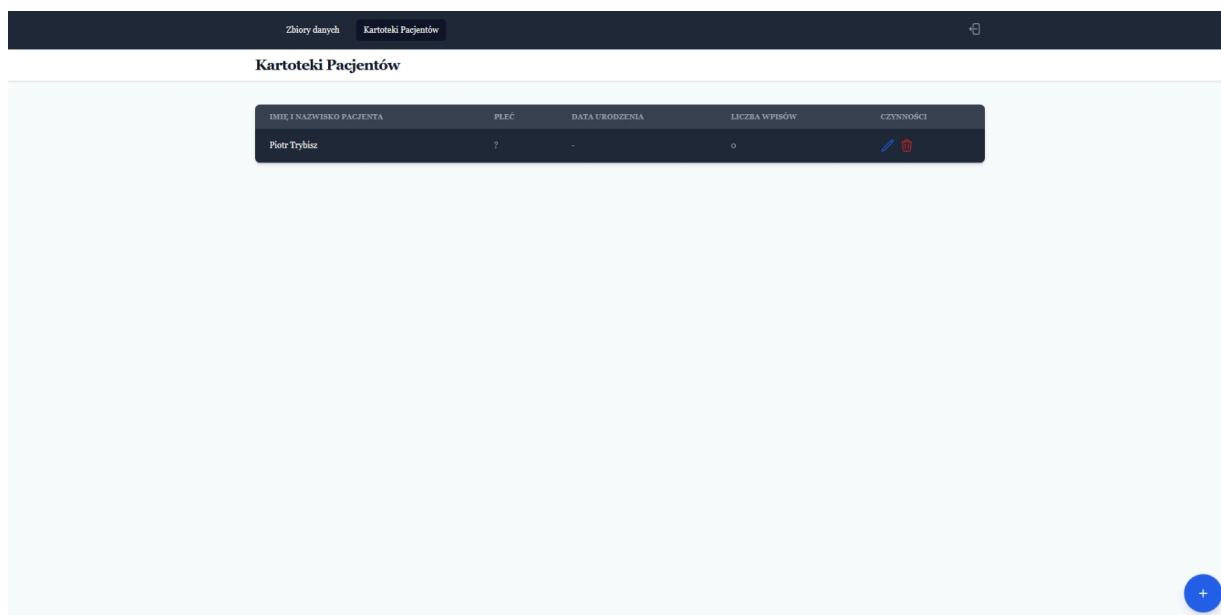 Zbiory danych Kartoteki Pacjentów
Kartoteki Pacjentów
IMIĘ I NAZWISKO PACJENTA PŁEĆ DATA URODZENIA LICZBA WPISÓW CZYNNOŚCI
Piotr Trybisz ? - 0
+